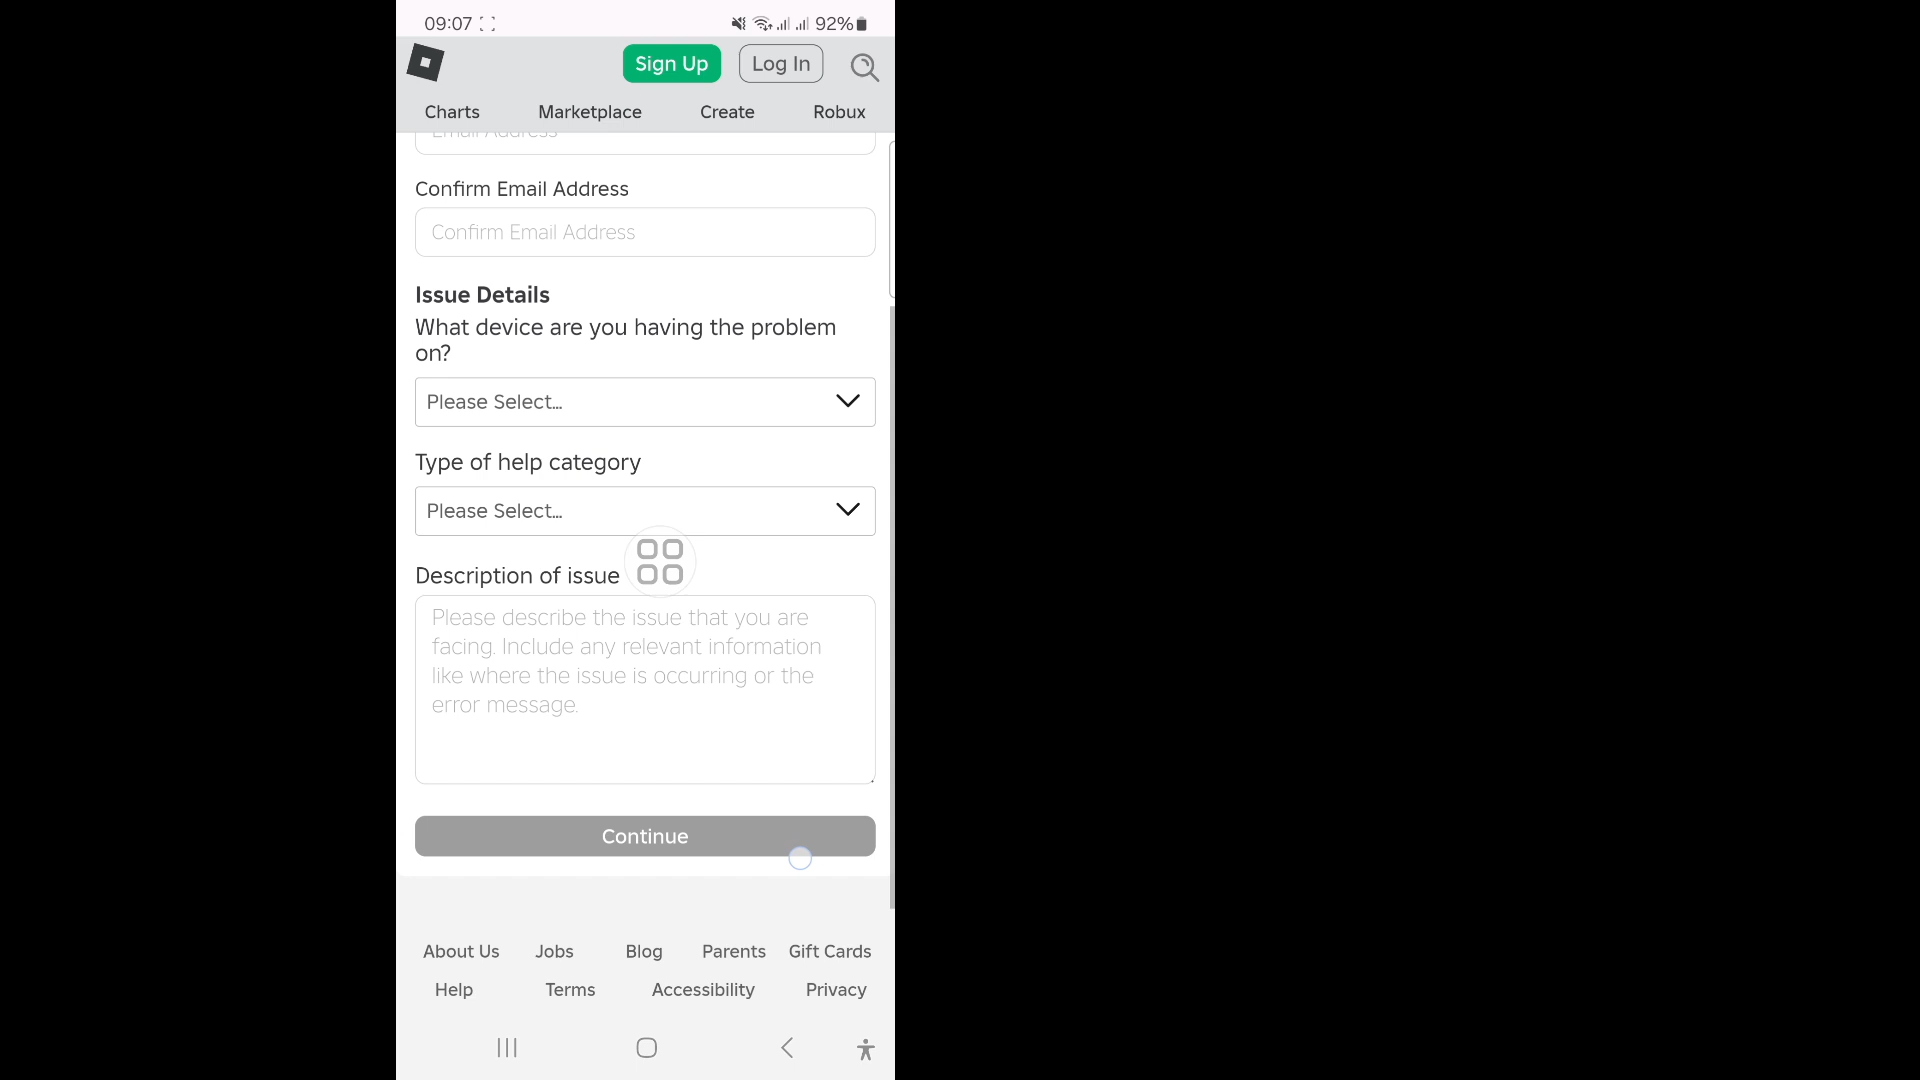 09:07
92%
Sign Up
Log In
Charts
Marketplace
Create
Robux
Email Address
Confirm Email Address
Confirm Email Address
Issue Details
What device are you having the problem
on?
Please Select...
Type of help category
Please Select...
Description of issue
Please describe the issue that you are
facing. Include any relevant information
like where the issue is occurring or the
error message.
Continue
About Us
Jobs
Blog
Parents
Gift Cards
Help
Terms
Accessibility
Privacy